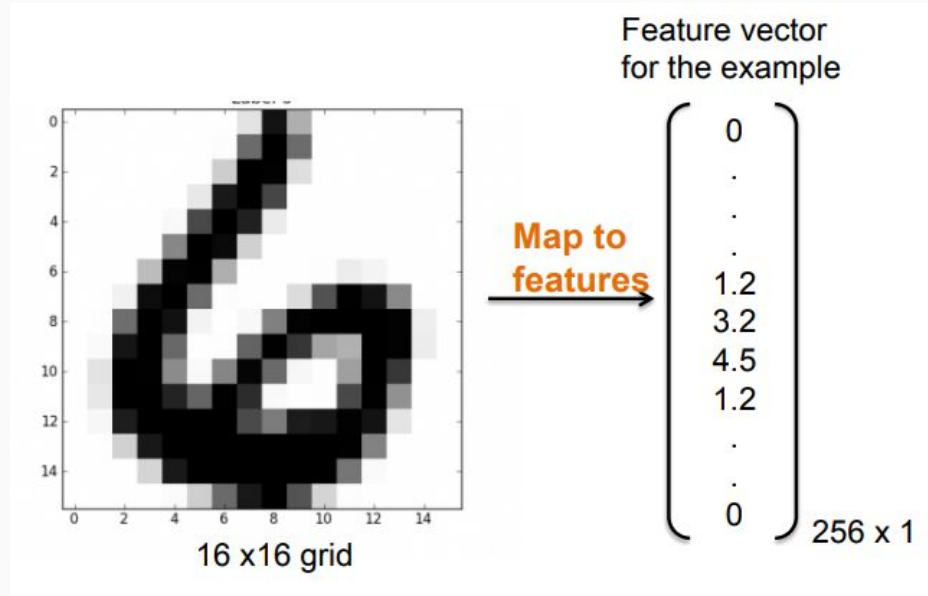 Feature vector
for the example
0
2
4
6
8
10
12
14
0 2 4 6 8 10 12 14
16 x16 grid
Map to
features
0
.
.
.
1.2
3.2
4.5
1.2
.
.
0
256 x 1